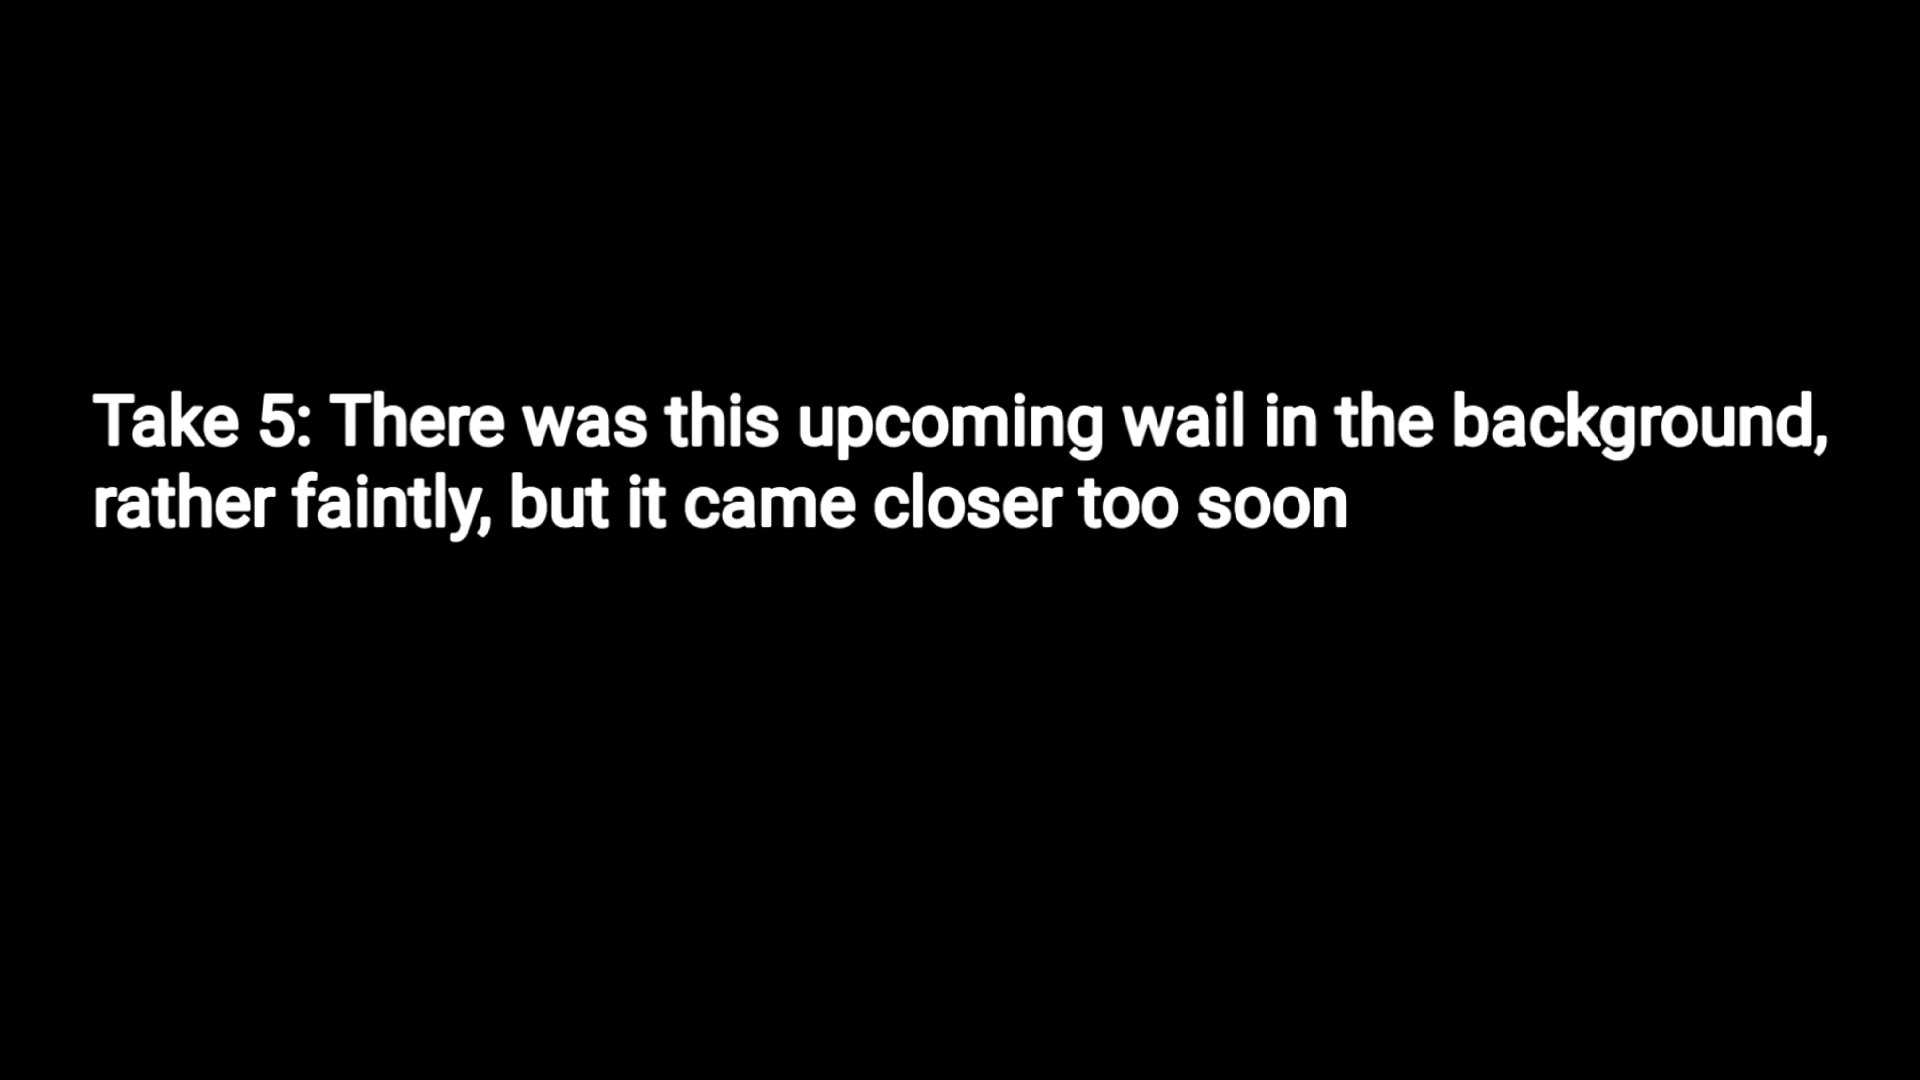 Take 5: There was this upcoming wail in the background,
rather faintly, but it came closer too soon